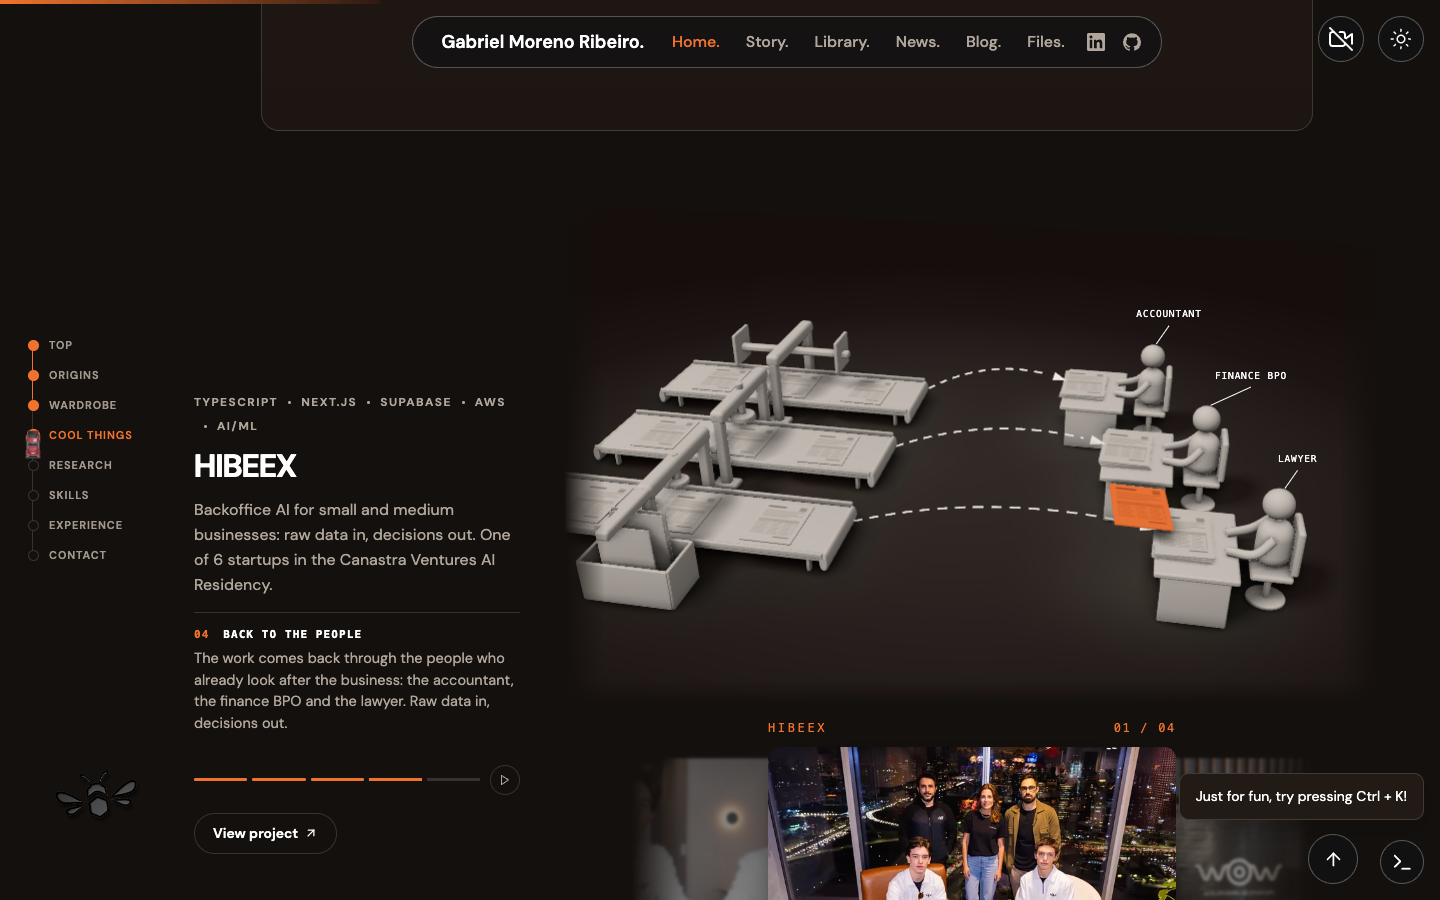 Gabriel Moreno Ribeiro.
Home.
Story.
Library.
News.
Blog.
Files.
TOP
ORIGINS
WARDROBE
COOL THINGS
RESEARCH
SKILLS
EXPERIENCE
CONTACT
TYPESCRIPT • NEXT.JS • SUPABASE • AWS
• AI/ML
HIBEEX
Backoffice AI for small and medium
businesses: raw data in, decisions out. One
of 6 startups in the Canastra Ventures AI
Residency.
04 BACK TO THE PEOPLE
The work comes back through the people who
already look after the business: the accountant,
the finance BPO and the lawyer. Raw data in,
decisions out.
View project
ACCOUNTANT
FINANCE BPO
LAWYER
HIBEEX
01 / 04
Just for fun, try pressing Ctrl + K!
WOW